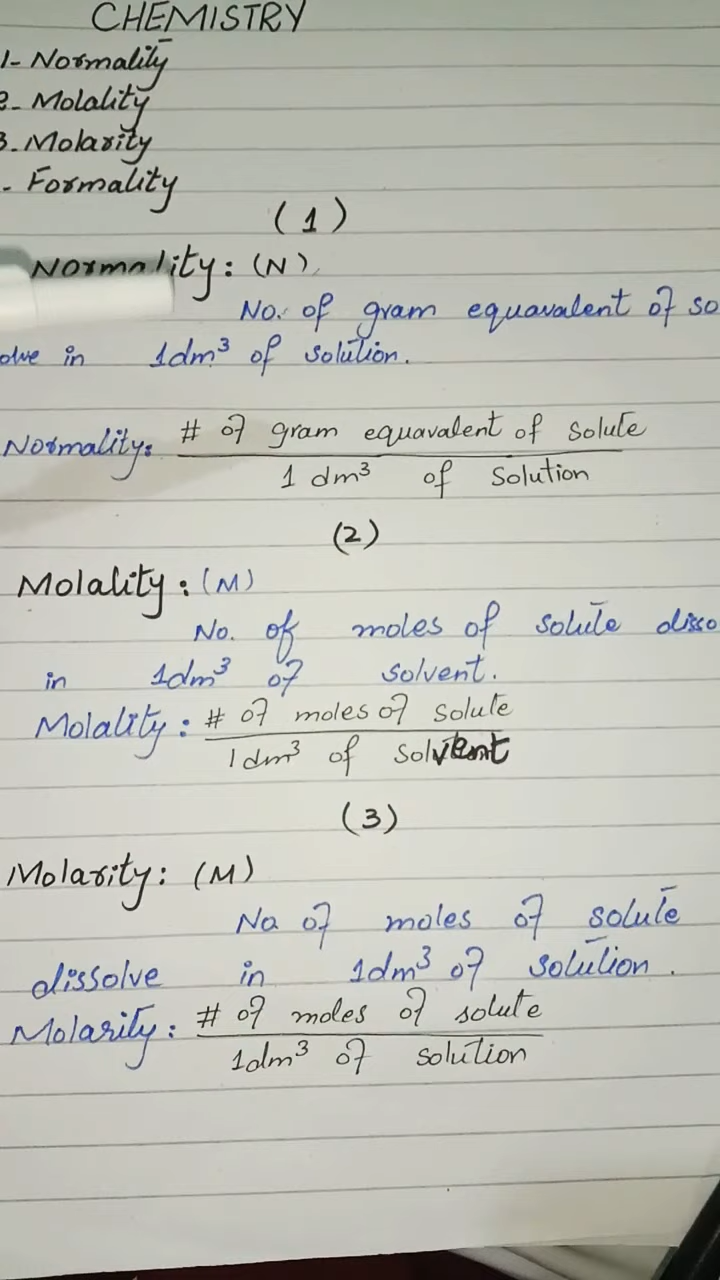 CHEMISTRY
1- Normality
2- Molality
3. Molarity
- Formality
(1)
Normality: (N)
No. of gram equavalent of so
olve in 1dm³ of solution.
Normality: # of gram equavalent of solute
1 dm³ of Solution
(2)
Molality: (M)
No. of moles of solute disso
in 1dm³ of solvent.
Molality: # of moles of solute
1dm³ of solvent
(3)
Molarity: (M)
No of moles of solute
dissolve in 1dm³ of solution.
Molarity: # of moles of solute
1dm³ of solution